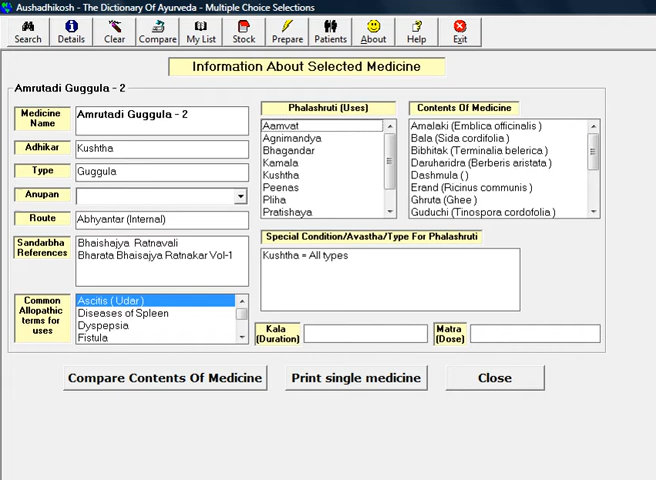 Aushadhikosh - The Dictionary Of Ayurveda - Multiple Choice Selections
Search Details Clear Compare My List Stock Prepare Patients About Help Exit
Information About Selected Medicine
Amrutadi Guggula - 2
Medicine Name
Amrutadi Guggula - 2
Adhikar
Kushtha
Type
Guggula
Anupan
Route
Abhyantar (Internal)
Sandarbha References
Bhaishajya Ratnavali
Bharata Bhaisajya Ratnakar Vol-1
Common Allopathic terms for uses
Ascitis ( Udar )
Diseases of Spleen
Dyspepsia
Fistula
Phalashruti (Uses)
Aamvat
Agnimandya
Bhagandar
Kamala
Kushtha
Peenas
Pliha
Pratishaya
Contents Of Medicine
Amalaki (Emblica officinalis )
Bala (Sida cordifolia )
Bibhitak (Terminalia belerica )
Daruharidra (Berberis aristata )
Dashmula ( )
Erand (Ricinus communis )
Ghruta (Ghee )
Guduchi (Tinospora cordofolia )
Special Condition/Avastha/Type For Phalashruti
Kushtha = All types
Kala (Duration)
Matra (Dose)
Compare Contents Of Medicine
Print single medicine
Close